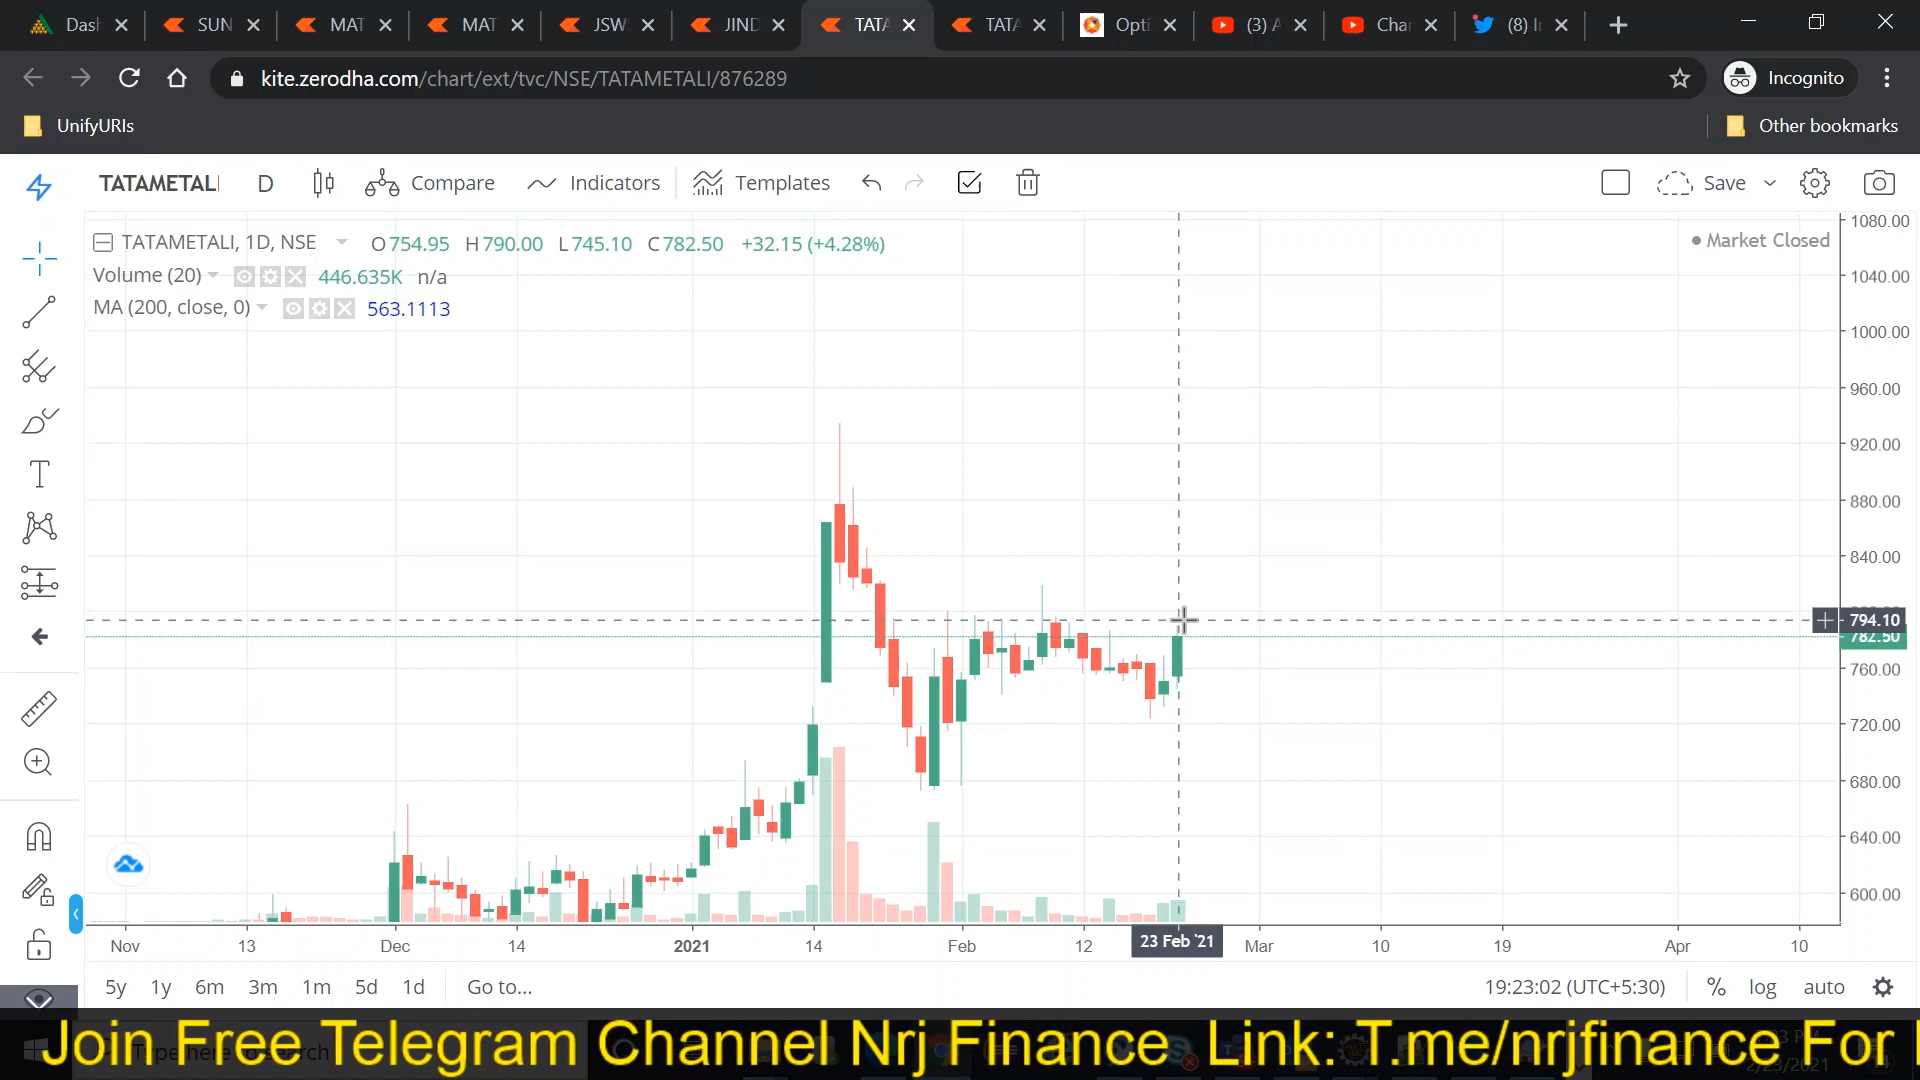 Dash SUN MAT MAT JSW JIND TATA TATA Opti (3) A Cha (8) Ir
kite.zerodha.com/chart/ext/tvc/NSE/TATAMETALI/876289 Incognito
UnifyURIs Other bookmarks
TATAMETALI D Compare Indicators Templates Save
TATAMETALI, 1D, NSE O754.95 H790.00 L745.10 C782.50 +32.15 (+4.28%) Market Closed
Volume (20) 446.635K n/a
MA (200, close, 0) 563.1113
1080.00
1040.00
1000.00
960.00
920.00
880.00
840.00
794.10
782.50
760.00
720.00
680.00
640.00
600.00
Nov 13 Dec 14 2021 14 Feb 12 23 Feb '21 Mar 10 19 Apr 10
5y 1y 6m 3m 1m 5d 1d Go to... 19:23:02 (UTC+5:30) % log auto
Join Free Telegram Channel Nrj Finance Link: T.me/nrjfinance For